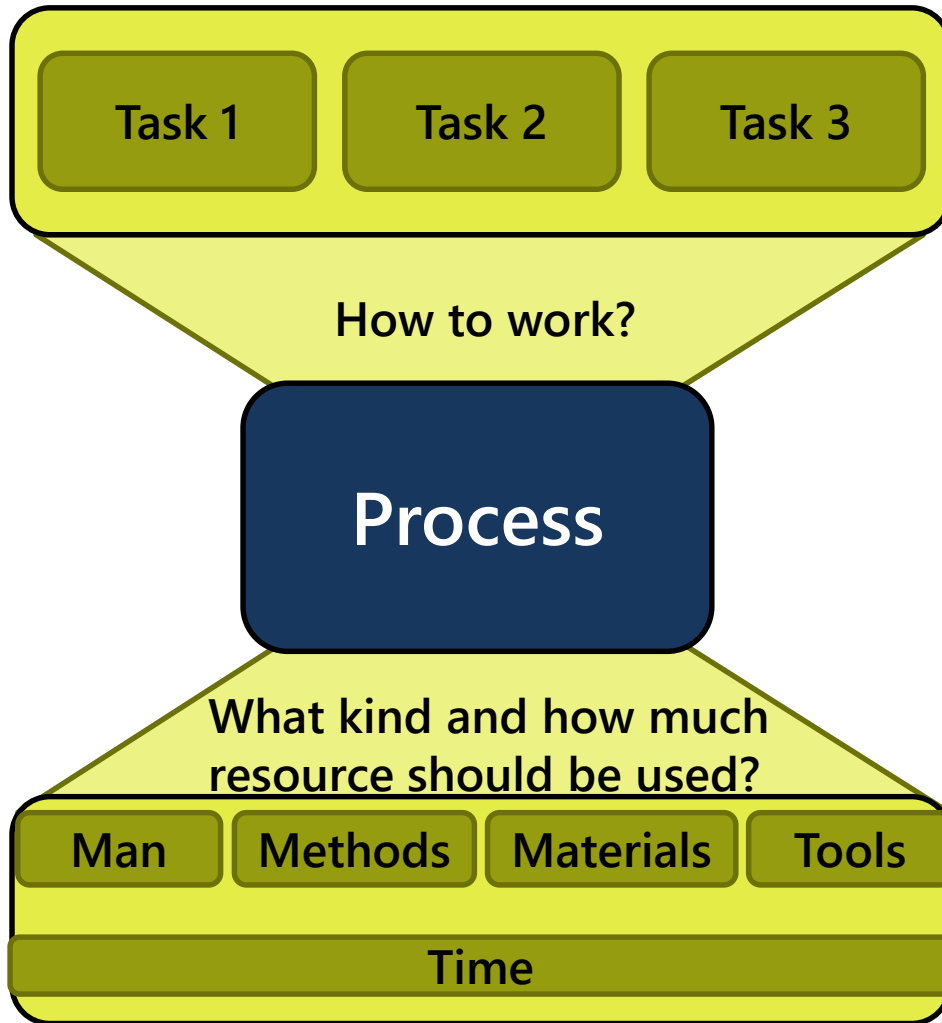 Task 1
Task 2
Task 3
How to work?
Process
What kind and how much
resource should be used?
Man
Methods
Materials
Tools
Time